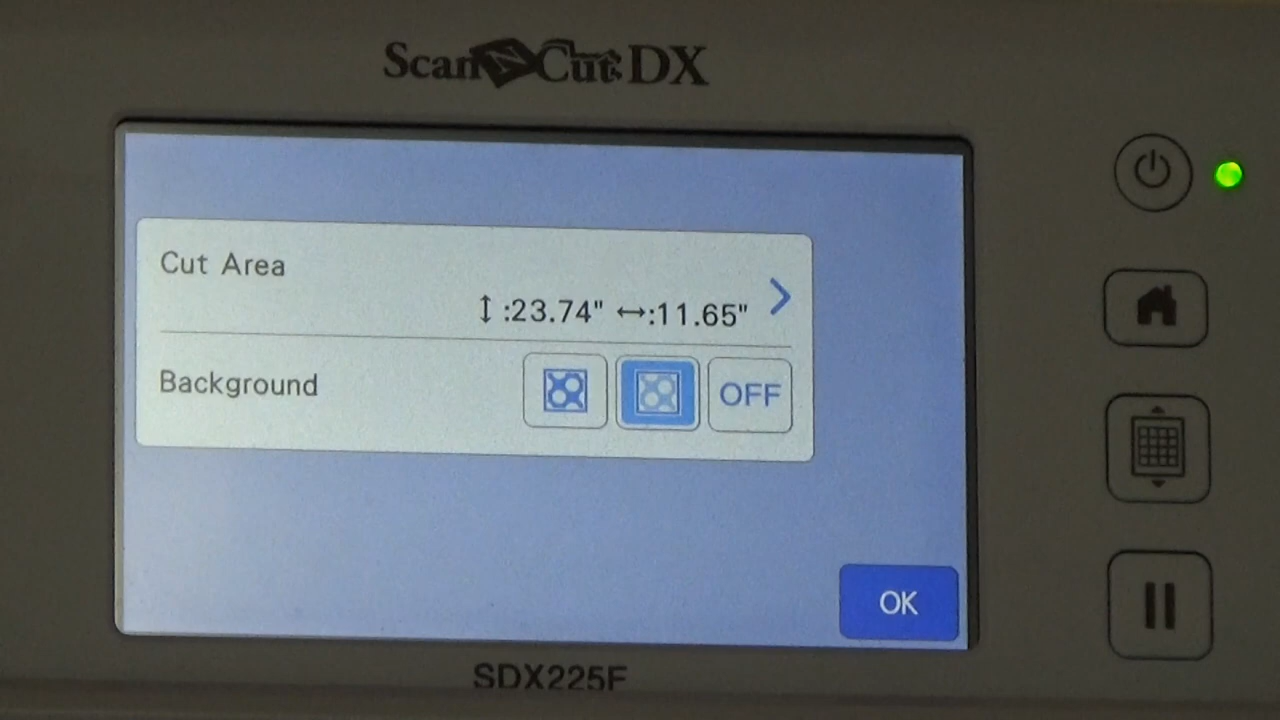 ScanNCut DX
Cut Area
↕:23.74" ↔:11.65"
Background
OFF
OK
SDX225F